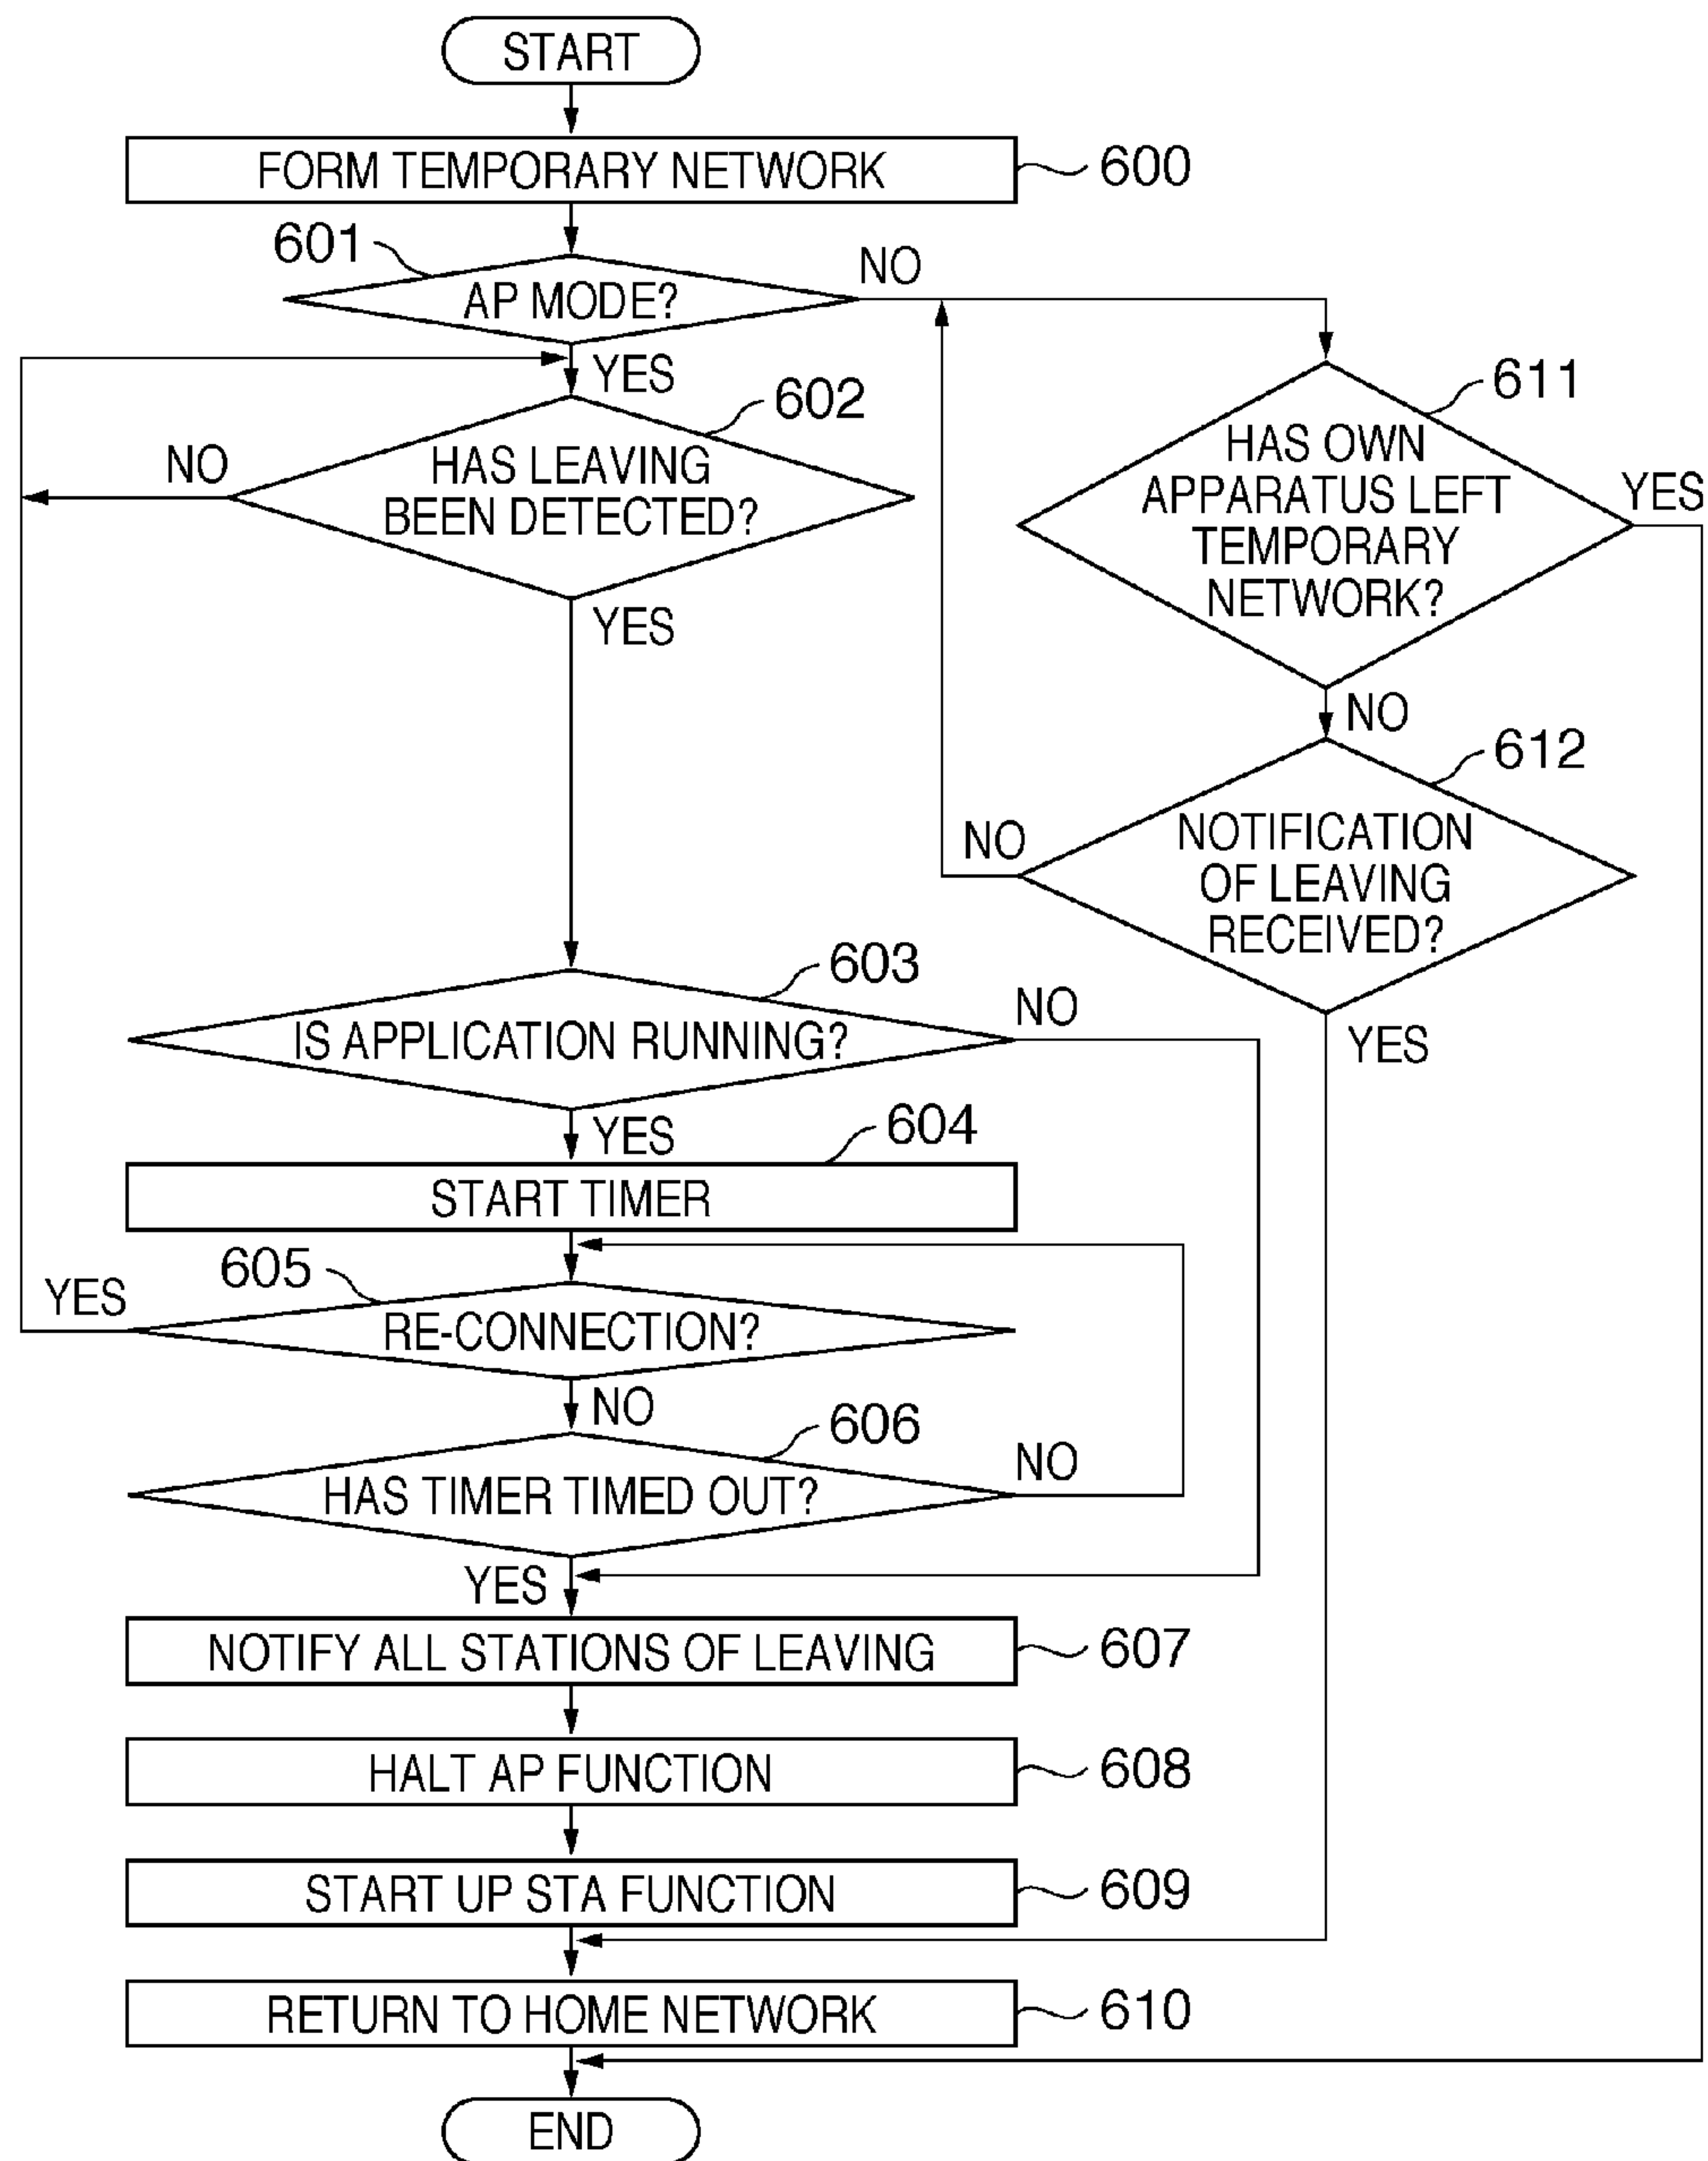 START
FORM TEMPORARY NETWORK
600
601
AP MODE?
NO
YES
602
HAS LEAVING
BEEN DETECTED?
NO
YES
611
HAS OWN
APPARATUS LEFT
TEMPORARY
NETWORK?
YES
NO
612
NOTIFICATION
OF LEAVING
RECEIVED?
NO
YES
603
IS APPLICATION RUNNING?
NO
YES
604
START TIMER
605
YES
RE-CONNECTION?
NO
606
HAS TIMER TIMED OUT?
NO
YES
NOTIFY ALL STATIONS OF LEAVING
607
HALT AP FUNCTION
608
START UP STA FUNCTION
609
RETURN TO HOME NETWORK
610
END